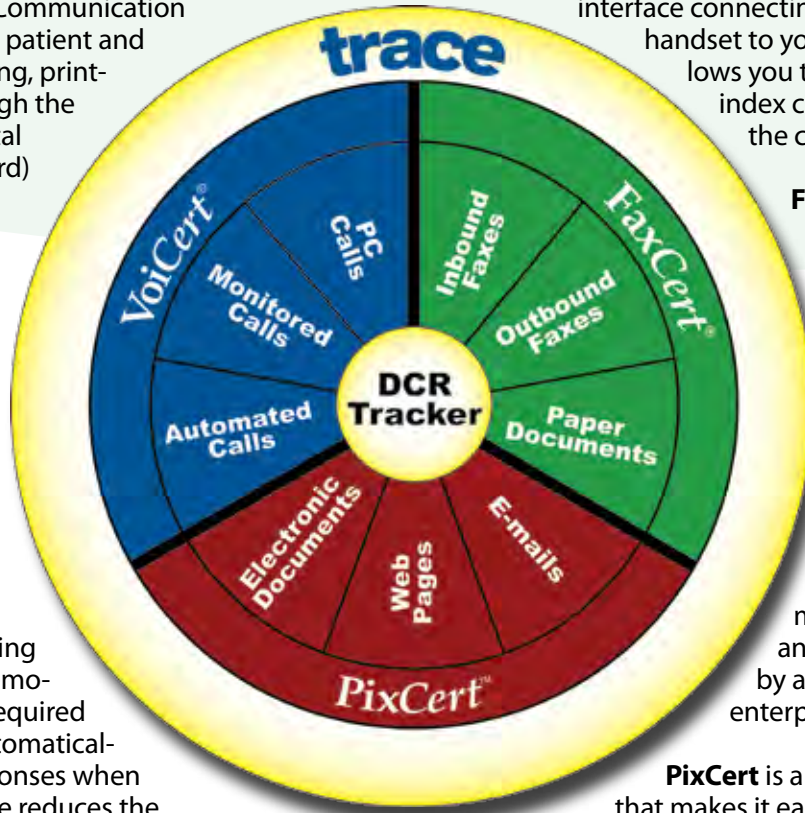 Communication
patient and
ng, print-
gh the
cal
rd)
interface connectin
handset to yo
lows you t
index c
the c
F
trace
VoiCert®
PC
Calls
Monitored
Calls
Automated
Calls
FaxCert®
Inbound
Faxes
Outbound
Faxes
Paper
Documents
DCR
Tracker
Electronic
Documents
Web
Pages
E-mails
PixCert™
ing
mo-
equired
tomatical-
onses when
e reduces the
an
by a
enterp
PixCert is a
that makes it ea